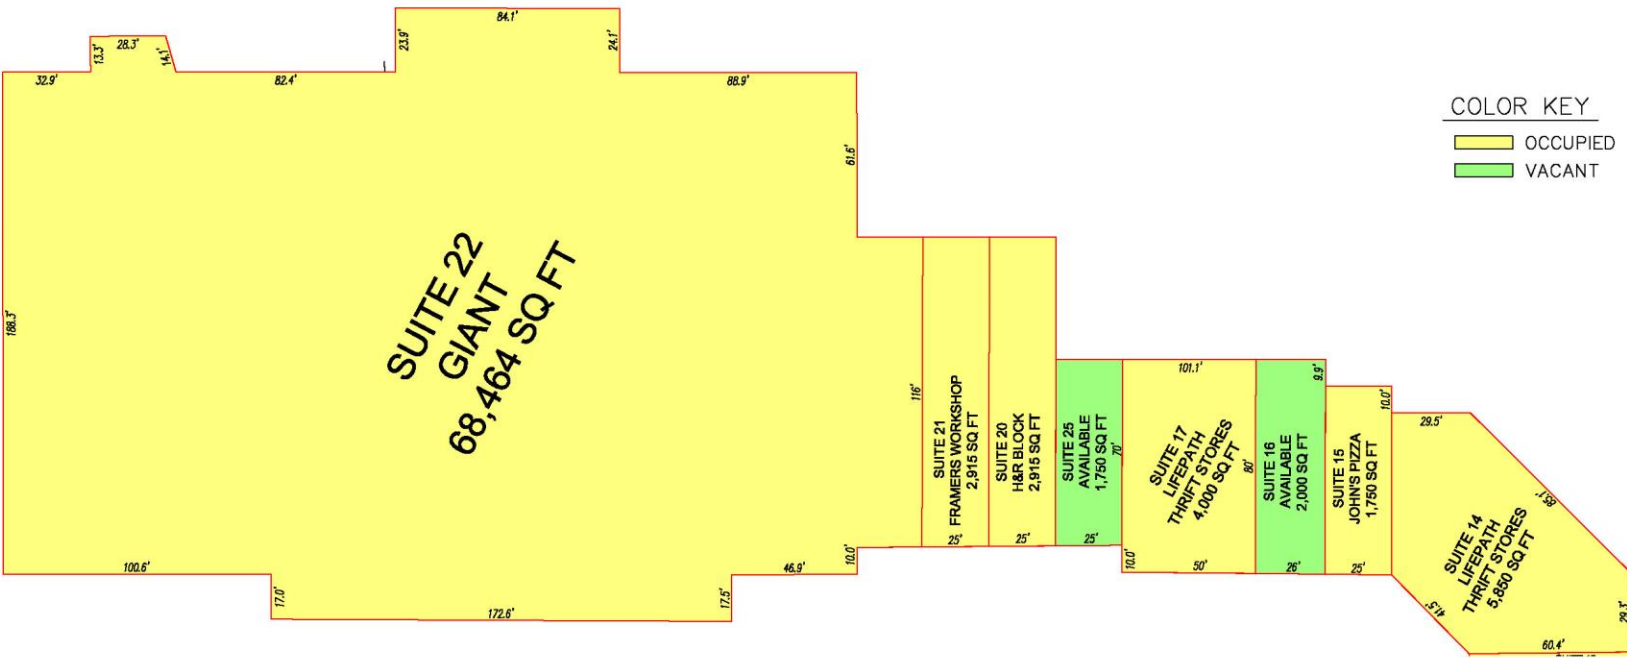 84.1'
23.9'
24.1'
28.3'
13.3'
14.1'
32.9'
82.4'
88.9'
COLOR KEY
OCCUPIED
VACANT
61.6'
SUITE 22
GIANT
68,464 SQ FT
188.3'
116'
SUITE 21
FRAMERS WORKSHOP
2,915 SQ FT
25'
SUITE 20
H&R BLOCK
2,915 SQ FT
25'
SUITE 25
AVAILABLE
1,750 SQ FT
70'
25'
101.1'
SUITE 17
LIFEPATH
THRIFT STORES
4,000 SQ FT
80'
10.0'
50'
9.9'
SUITE 16
AVAILABLE
2,000 SQ FT
26'
10.0'
SUITE 15
JOHN'S PIZZA
1,750 SQ FT
25'
29.5'
85.1'
SUITE 14
LIFEPATH
THRIFT STORES
5,850 SQ FT
41.5'
29.3'
60.4'
100.6'
17.0'
172.6'
17.5'
46.9'
10.0'